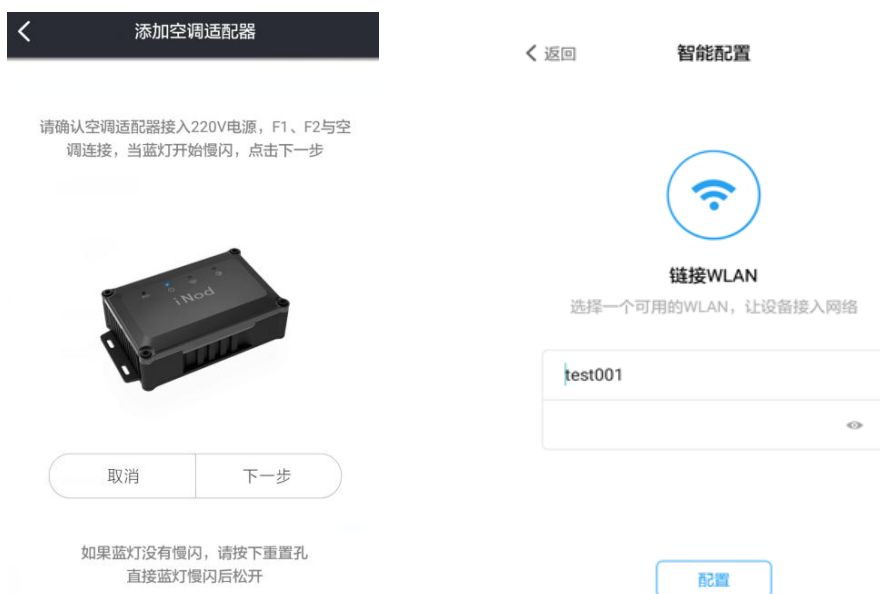 添加空调适配器
请确认空调适配器接入220V电源，F1、F2与空
调连接，当蓝灯开始慢闪，点击下一步
iNod
取消
下一步
如果蓝灯没有慢闪，请按下重置孔
直接蓝灯慢闪后松开
返回
智能配置
链接WLAN
选择一个可用的WLAN，让设备接入网络
test001
配置